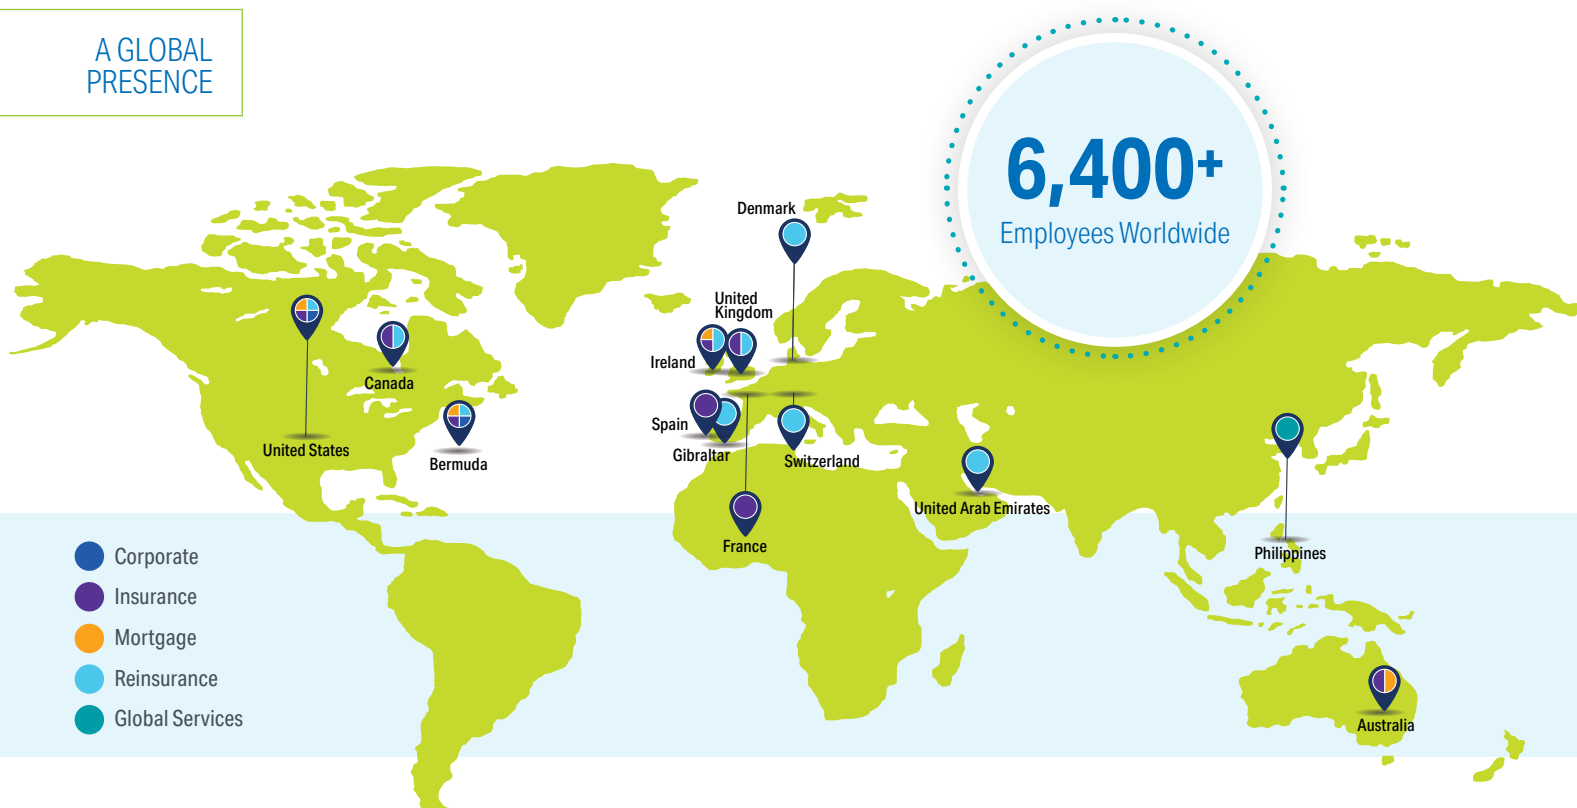 A GLOBAL
PRESENCE
6,400+
Employees Worldwide
Denmark
United
Kingdom
Ireland
Canada
Spain
United States
Gibraltar
Switzerland
Bermuda
United Arab Emirates
France
Philippines
Corporate
Insurance
Mortgage
Reinsurance
Global Services
Australia